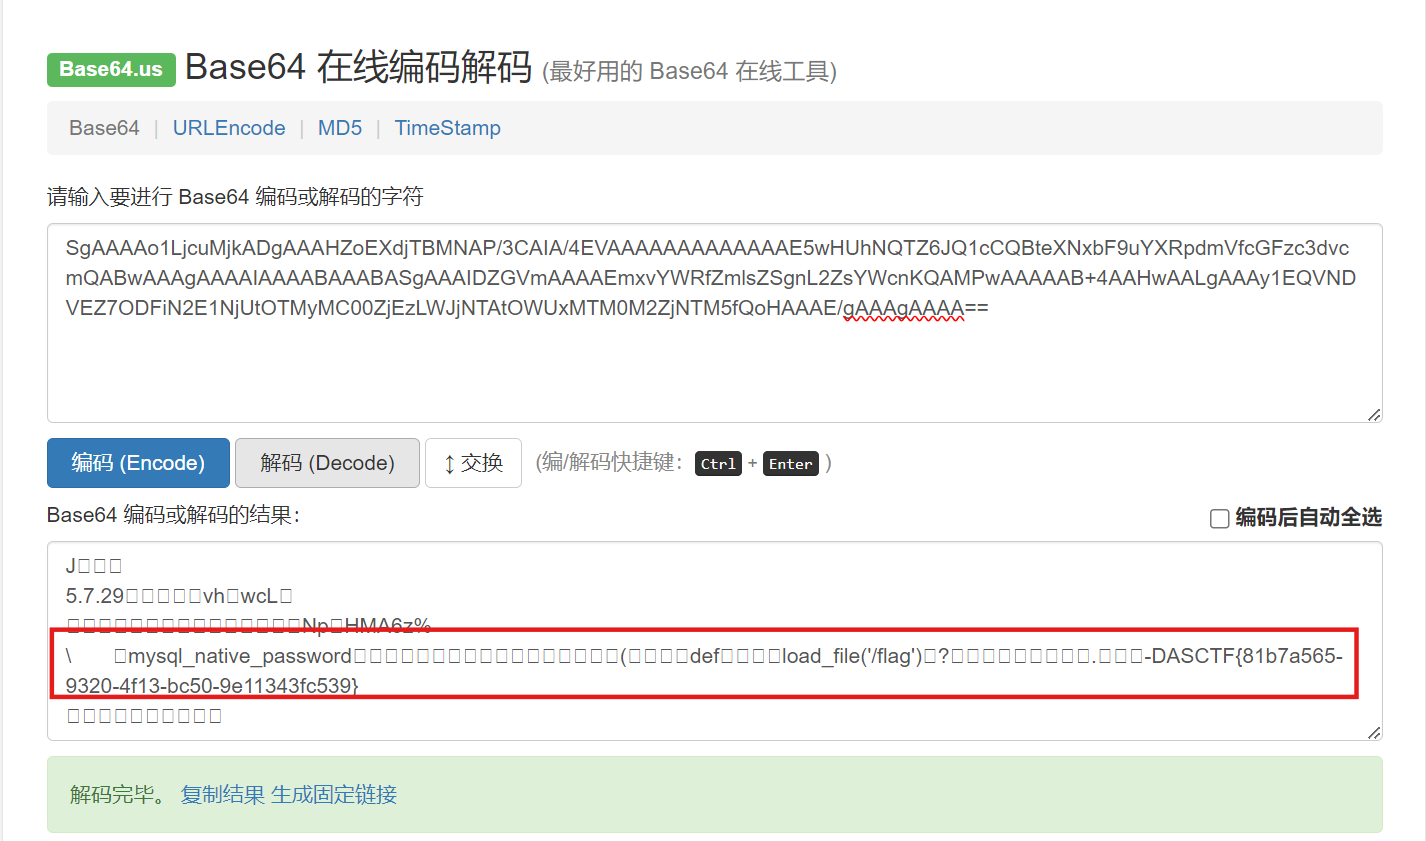 Base64.us Base64 在线编码解码 (最好用的 Base64 在线工具)
Base64 | URLEncode | MD5 | TimeStamp
请输入要进行 Base64 编码或解码的字符
SgAAAAo1LjcuMjkADgAAAHZoEXdjTBMNAP/3CAIA/4EVAAAAAAAAAAAAAE5wHUhNQTZ6JQ1cCQBteXNxbF9uYXRpdmVfcGFzc3dvc
mQABwAAAgAAAAIAAAABAAABASgAAAIDZGVmAAAAEmxvYWRfZmlsZSgnL2ZsYWcnKQAMPwAAAAAB+4AAHwAALgAAAy1EQVND
VEZ7ODFiN2E1NjUtOTMyMC00ZjEzLWJjNTAtOWUxMTM0M2ZjNTM5fQoHAAAE/gAAAgAAAA==
编码 (Encode) 解码 (Decode) ↕ 交换 (编/解码快捷键： Ctrl + Enter )
Base64 编码或解码的结果：
编码后自动全选
J□□□
5.7.29□□□□□vh□wcL□
□□□□□□□□□□□□□□□Np□HMA6z%
\ □mysql_native_password□□□□□□□□□□□□□□□□□(□□□□def□□□□load_file('/flag')□?□□□□□□□□□.□□□-DASCTF{81b7a565-
9320-4f13-bc50-9e11343fc539}
□□□□□□□□□□
解码完毕。 复制结果 生成固定链接